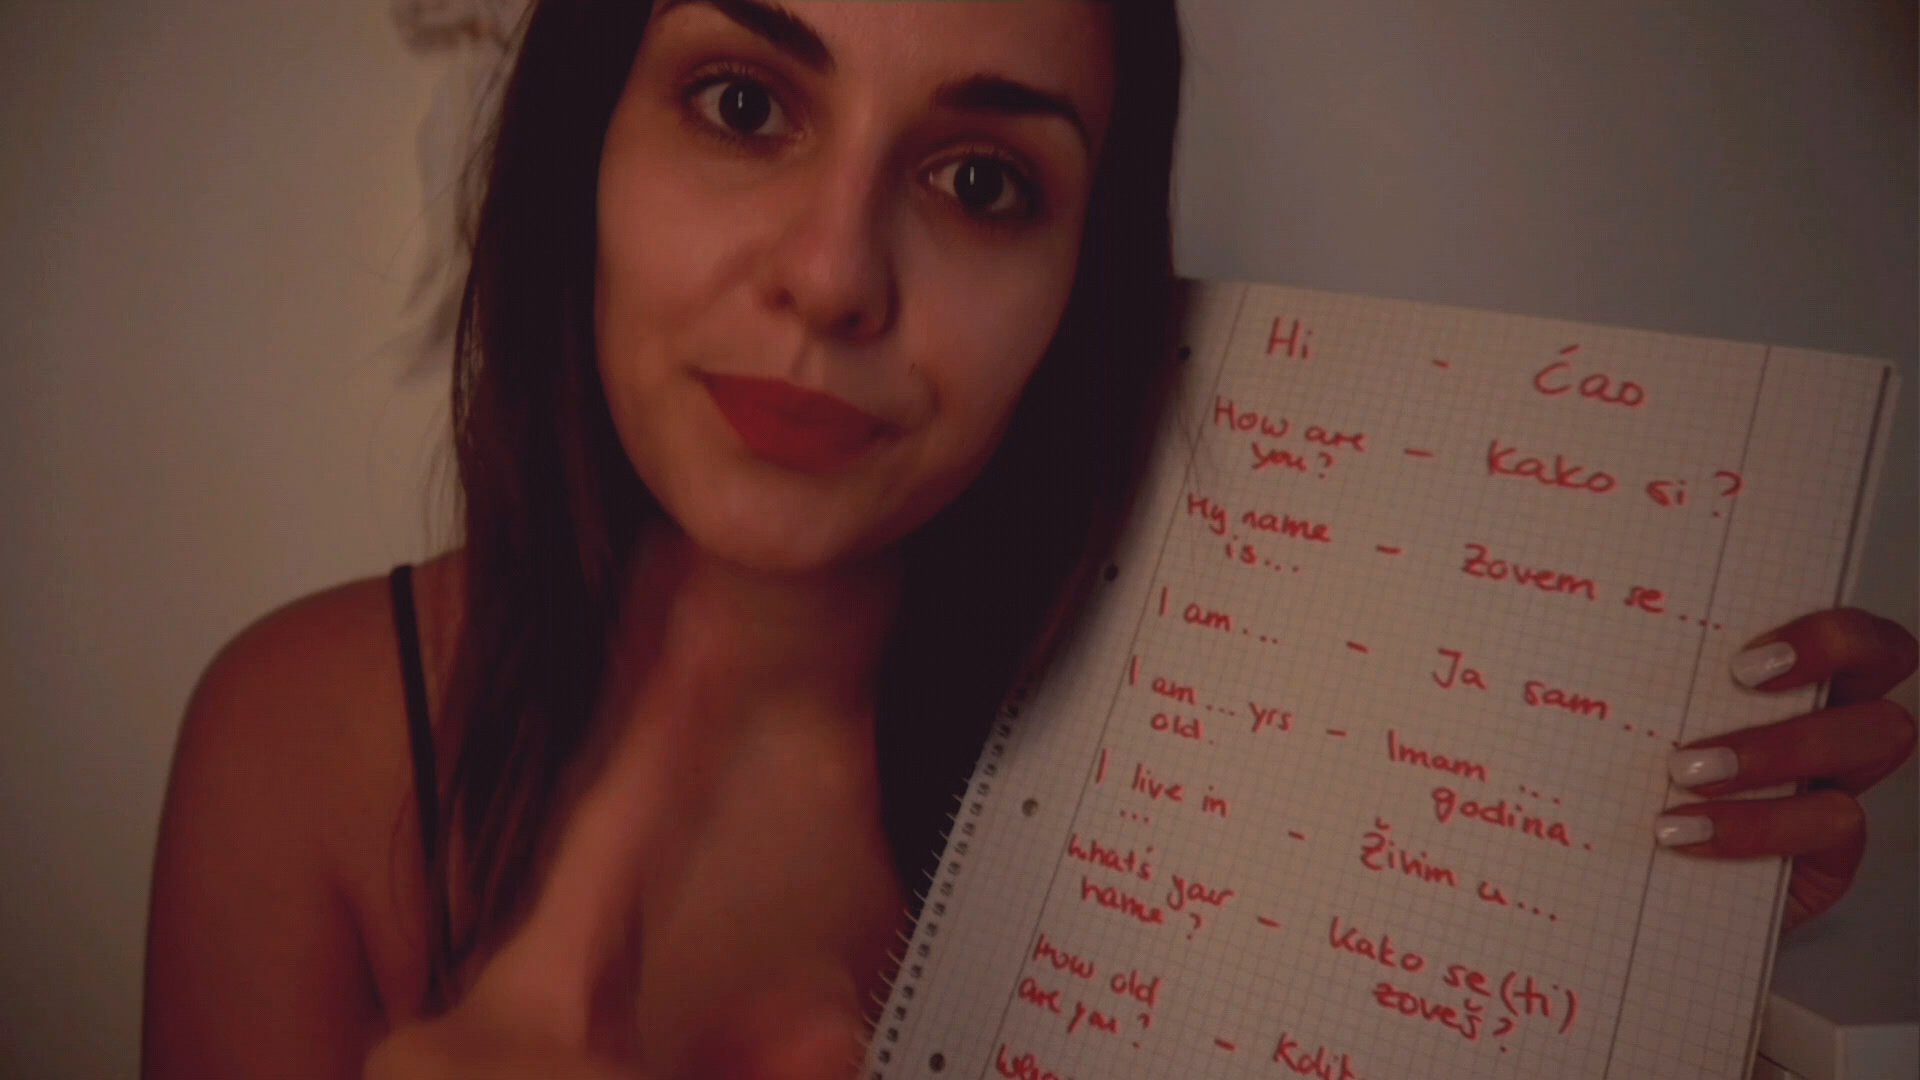 Hi - Ćao
How are - Kako si?
you?
My name - Zovem se...
is...
I am... - Ja sam...
I am... yrs - Imam ...
old. godina.
I live in - Živim u...
...
What's your - Kako se (ti)
name? zoveš?
How old
are you? -